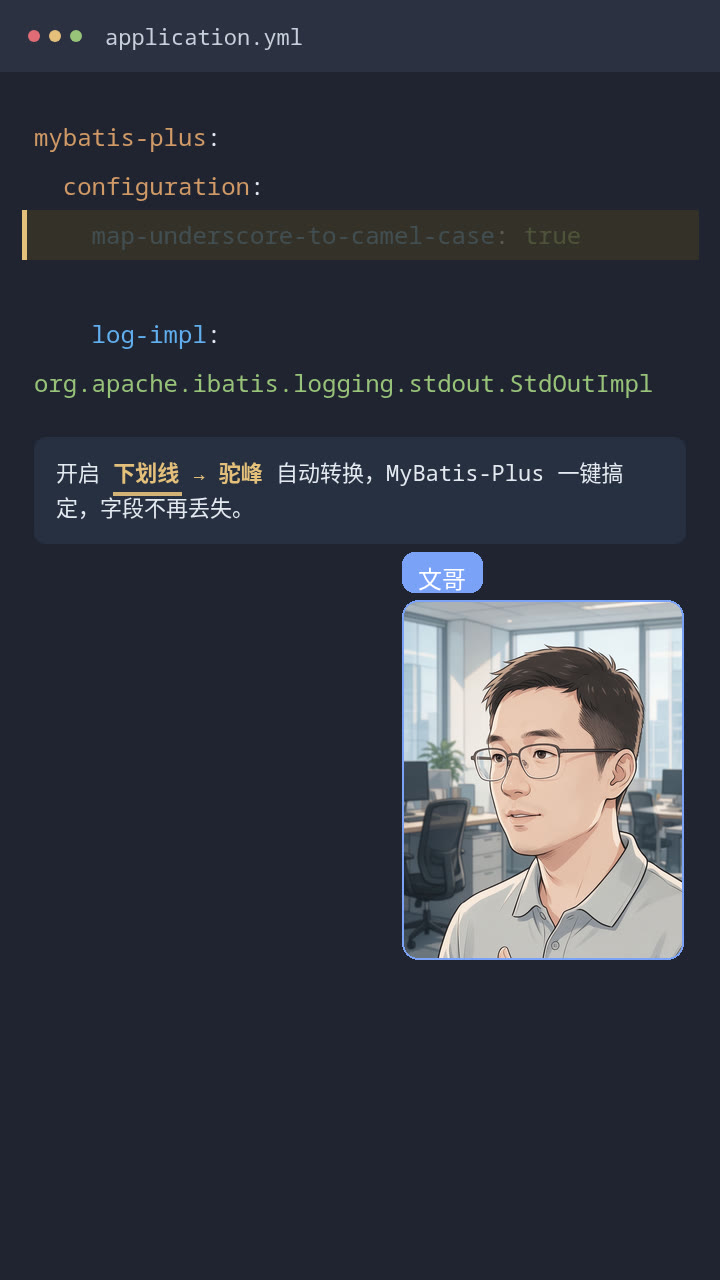 application.yml
mybatis-plus:
configuration:
map-underscore-to-camel-case: true
log-impl:
org.apache.ibatis.logging.stdout.StdOutImpl
开启 下划线 → 驼峰 自动转换，MyBatis-Plus 一键搞
定，字段不再丢失。
文哥